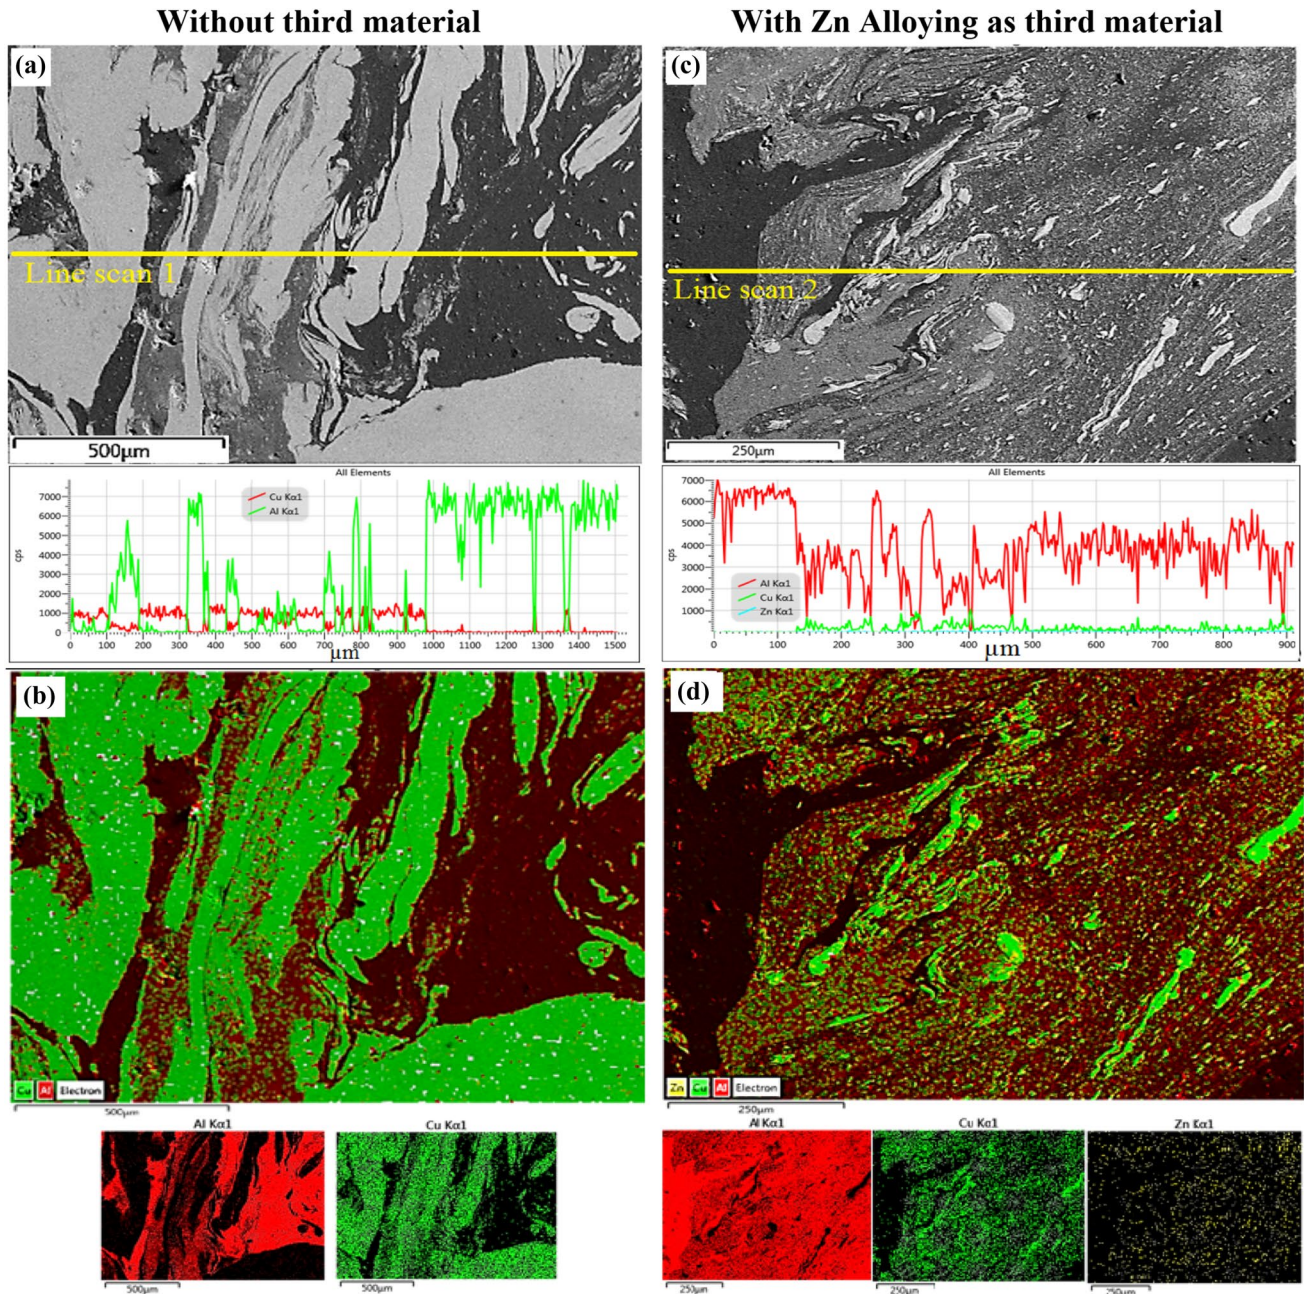 Without third material
With Zn Alloying as third material
(a)
Line scan 1
500µm
(c)
Line scan 2
250µm
All Elements
Cu Kα1
Al Kα1
cps
7000
6000
5000
4000
3000
2000
1000
0
0 100 200 300 400 500 600 700 800 900 1000 1100 1200 1300 1400 1500
µm
All Elements
Al Kα1
Cu Kα1
Zn Kα1
cps
7000
6000
5000
4000
3000
2000
1000
0 100 200 300 400 500 600 700 800 900
µm
(b)
Cu Al Electron
500µm
(d)
Zn Cu Al Electron
250µm
Al Kα1
500µm
Cu Kα1
500µm
Al Kα1
250µm
Cu Kα1
250µm
Zn Kα1
250µm